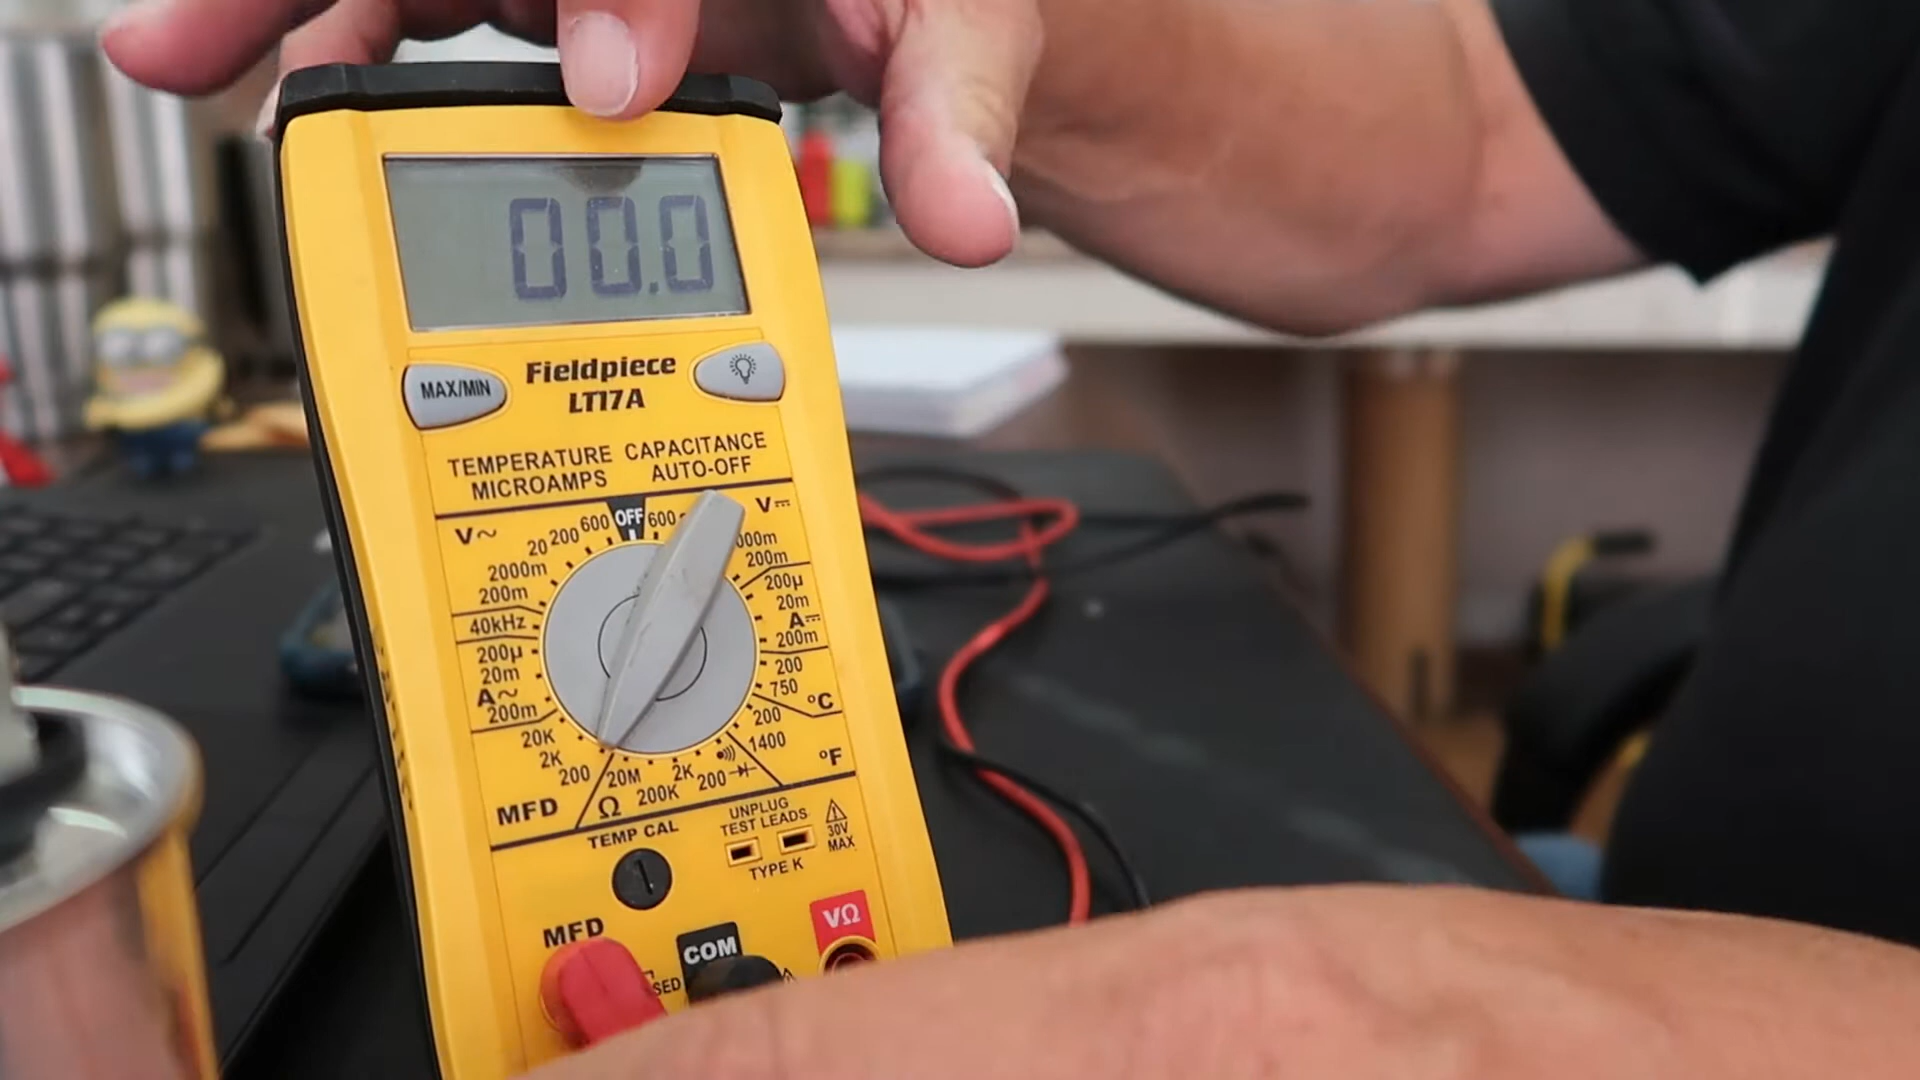 00.0
Fieldpiece
LT17A
MAX/MIN
TEMPERATURE
MICROAMPS
CAPACITANCE
AUTO-OFF
V~
20 200 600 OFF 600
V⎓
2000m
200m
40kHz
200µ
20m
A~
200m
20K
2K
200
MFD
000m
200m
200µ
20m
A⎓
200m
200
750
°C
200
1400
°F
20M
200K
2K
200
Ω
TEMP CAL
UNPLUG
TEST LEADS
TYPE K
30V
MAX
MFD
COM
VΩ
SED